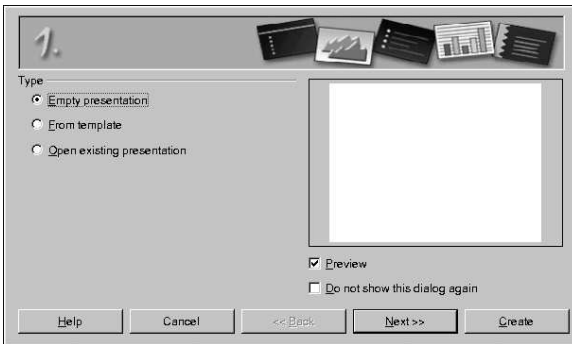 1.
Type
Empty presentation
From template
Open existing presentation
Preview
Do not show this dialog again
Help Cancel << Back Next >> Create